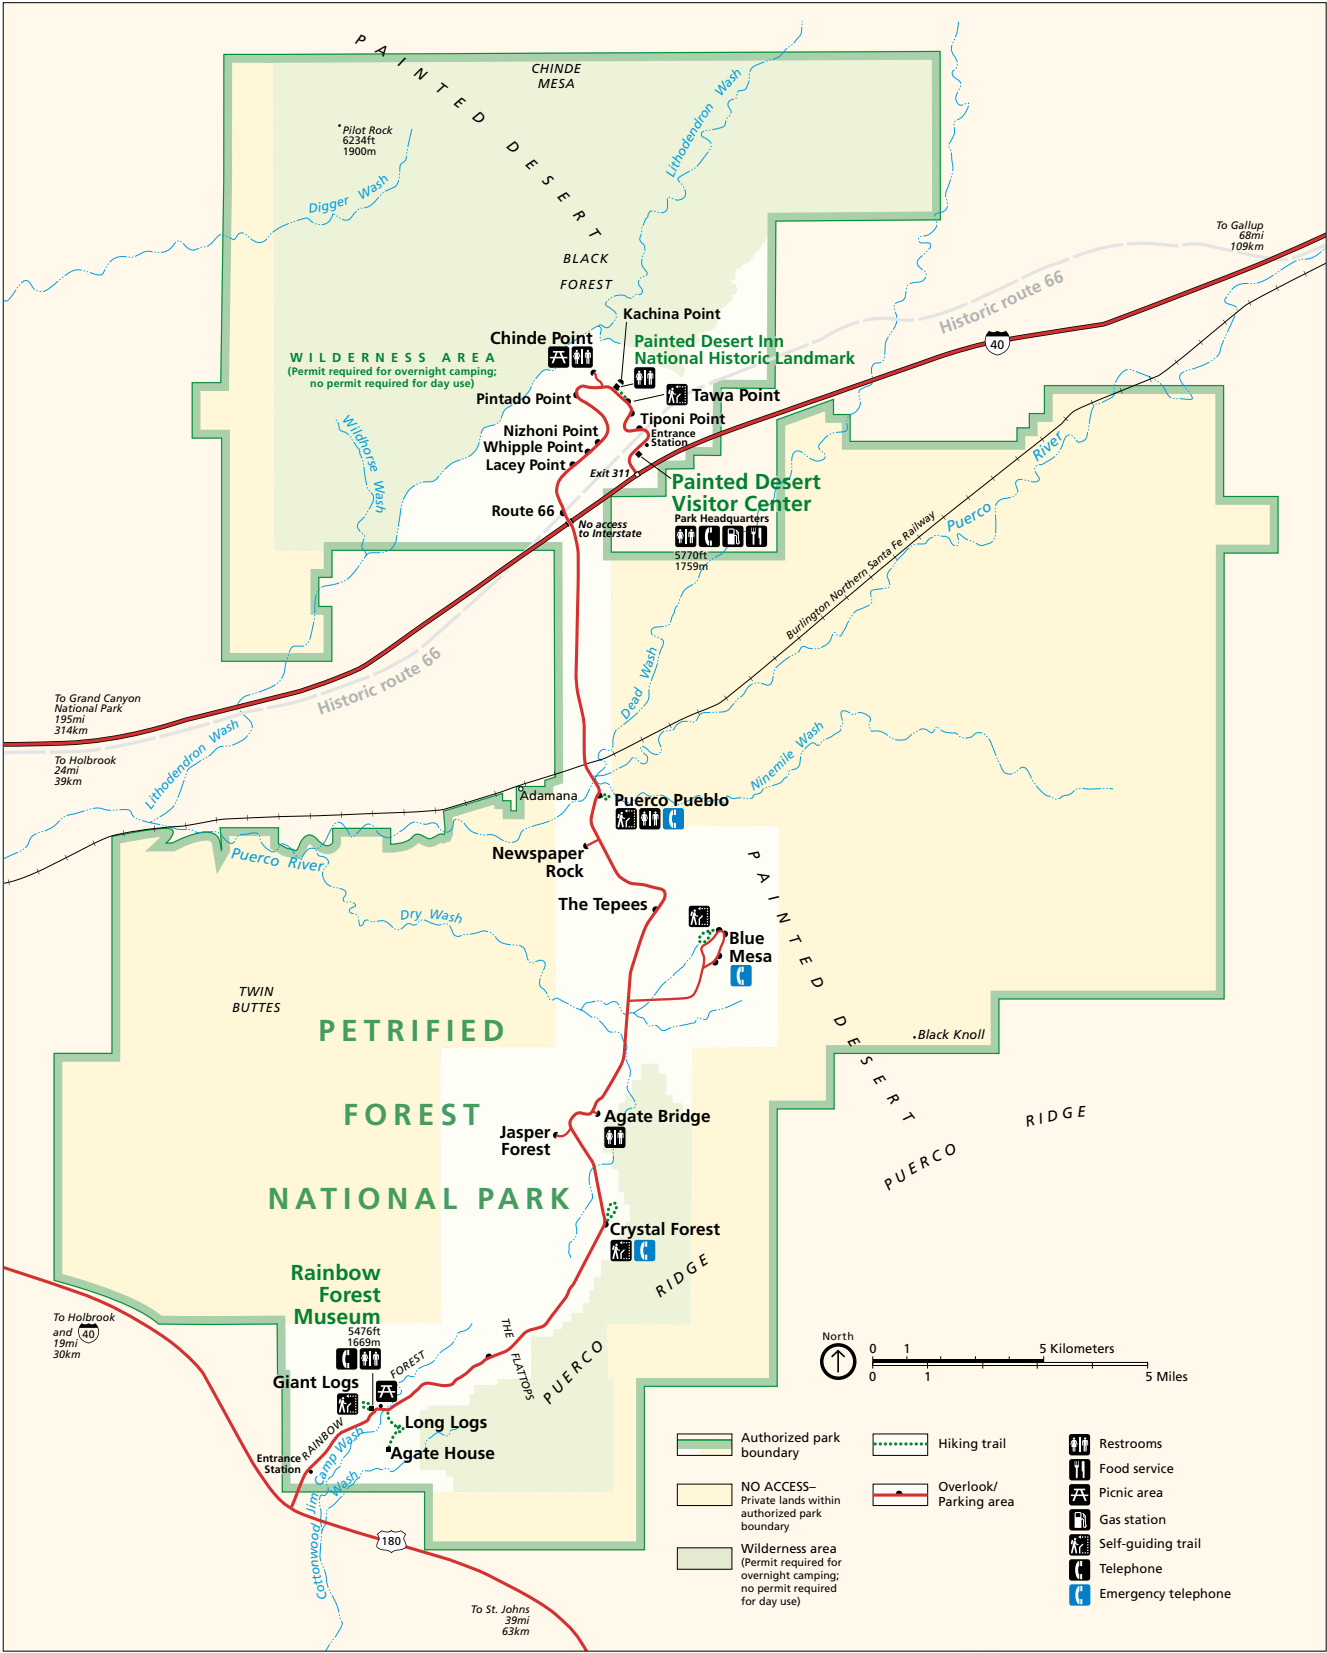 PAINTED DESERT
CHINDE
MESA
Pilot Rock
6234ft
1900m
Lithodendron Wash
Digger Wash
BLACK
FOREST
To Gallup
68mi
109km
Historic route 66
40
Kachina Point
Chinde Point
Painted Desert Inn
National Historic Landmark
WILDERNESS AREA
(Permit required for overnight camping;
no permit required for day use)
Pintado Point
Tawa Point
Tiponi Point
Nizhoni Point
Whipple Point
Lacey Point
Entrance
Station
Exit 311
Wildhorse Wash
Painted Desert
Visitor Center
Park Headquarters
5770ft
1759m
Route 66
No access
to Interstate
River
Puerco
Burlington Northern Santa Fe Railway
Dead Wash
Historic route 66
To Grand Canyon
National Park
195mi
314km
To Holbrook
24mi
39km
Lithodendron Wash
Ninemile Wash
Adamana
Puerco Pueblo
Puerco River
Newspaper
Rock
Dry Wash
The Tepees
Blue
Mesa
PAINTED DESERT
TWIN
BUTTES
Black Knoll
PETRIFIED
FOREST
NATIONAL PARK
Agate Bridge
Jasper
Forest
PUERCO RIDGE
Crystal Forest
PUERCO RIDGE
Rainbow
Forest
Museum
5476ft
1669m
To Holbrook
and 40
19mi
30km
THE FLATTOPS
Giant Logs
RAINBOW FOREST
Long Logs
Agate House
Entrance
Station
Jim Camp Wash
Cottonwood Wash
180
To St. Johns
39mi
63km
North
0 1 5 Kilometers
0 1 5 Miles
Authorized park
boundary
NO ACCESS–
Private lands within
authorized park
boundary
Wilderness area
(Permit required for
overnight camping;
no permit required
for day use)
Hiking trail
Overlook/
Parking area
Restrooms
Food service
Picnic area
Gas station
Self-guiding trail
Telephone
Emergency telephone